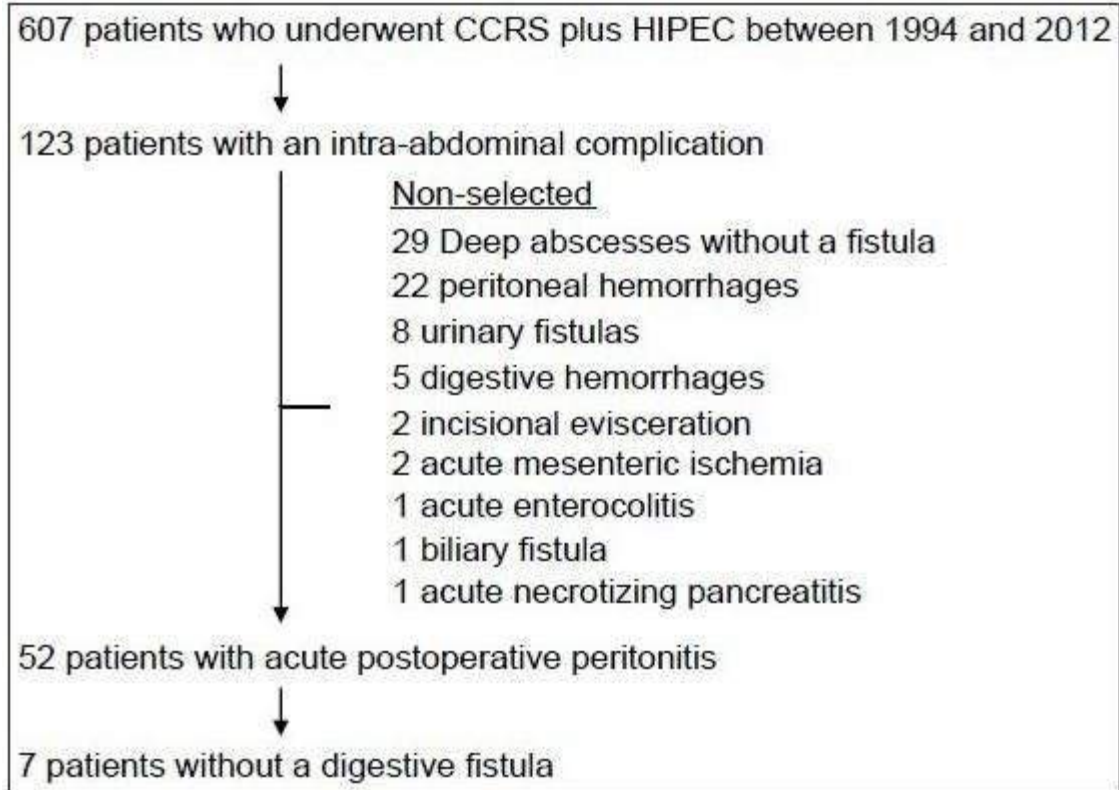 607 patients who underwent CCRS plus HIPEC between 1994 and 2012
123 patients with an intra-abdominal complication
Non-selected
29 Deep abscesses without a fistula
22 peritoneal hemorrhages
8 urinary fistulas
5 digestive hemorrhages
2 incisional evisceration
2 acute mesenteric ischemia
1 acute enterocolitis
1 biliary fistula
1 acute necrotizing pancreatitis
52 patients with acute postoperative peritonitis
7 patients without a digestive fistula